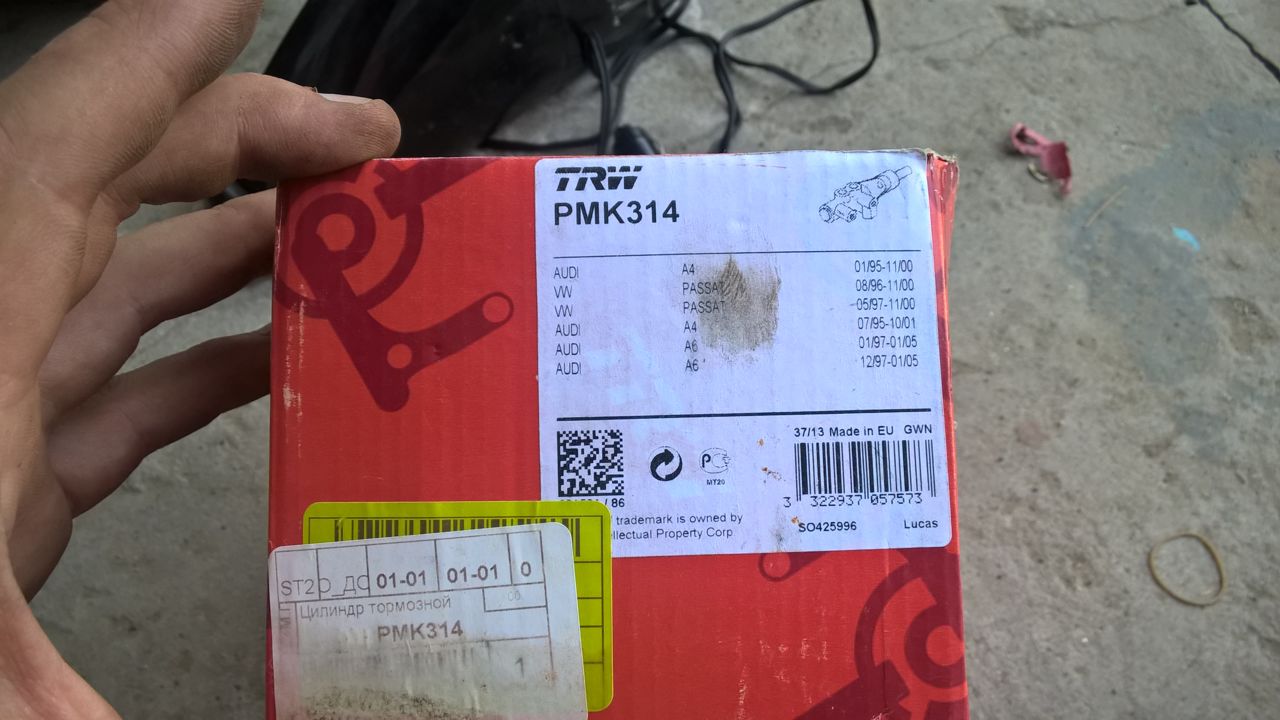 TRW
PMK314
AUDI A4 01/95-11/00
VW PASSAT 08/96-11/00
VW PASSAT 05/97-11/00
AUDI A4 07/95-10/01
AUDI A6 01/97-01/05
AUDI A6 12/97-01/05
37/13 Made in EU GWN
MT20
/ 86
3 322937 057573
trademark is owned by
ellectual Property Corp
SO425996 Lucas
ST2 01-01 01-01 0
00
Цилиндр тормозной
PMK314
1